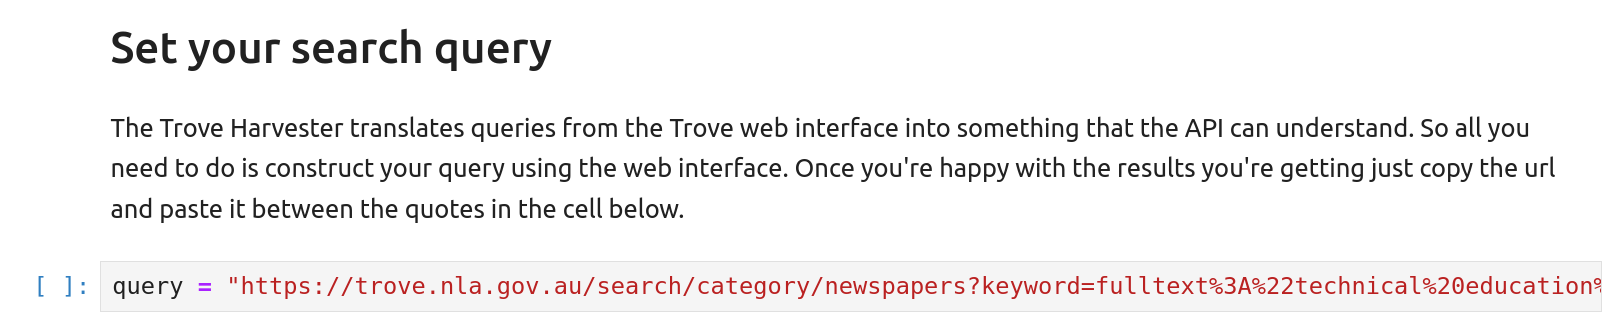 Set your search query
The Trove Harvester translates queries from the Trove web interface into something that the API can understand. So all you
need to do is construct your query using the web interface. Once you're happy with the results you're getting just copy the url
and paste it between the quotes in the cell below.
[ ]: query = "https://trove.nla.gov.au/search/category/newspapers?keyword=fulltext%3A%22technical%20education%